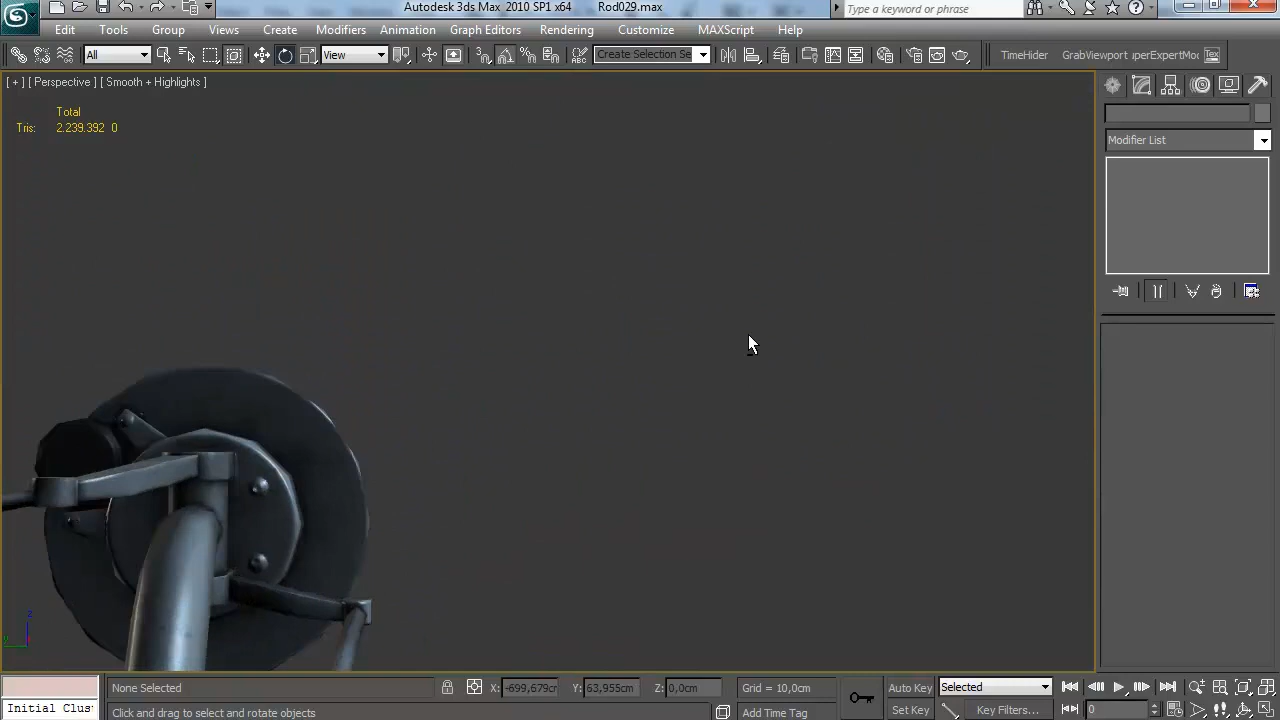 Autodesk 3ds Max 2010 SP1 x64 Rod029.max
Type a keyword or phrase
Edit Tools Group Views Create Modifiers Animation Graph Editors Rendering Customize MAXScript Help
All View Create Selection Se TimeHider GrabViewport iperExpertMod Tex
[ + ] [ Perspective ] [ Smooth + Highlights ]
Total
Tris: 2.239.392 0
Modifier List
z
y
None Selected X: -699,679cr Y: 63,955cm Z: 0,0cm Grid = 10,0cm Auto Key Selected
Initial Clus Click and drag to select and rotate objects Add Time Tag Set Key Key Filters... 0